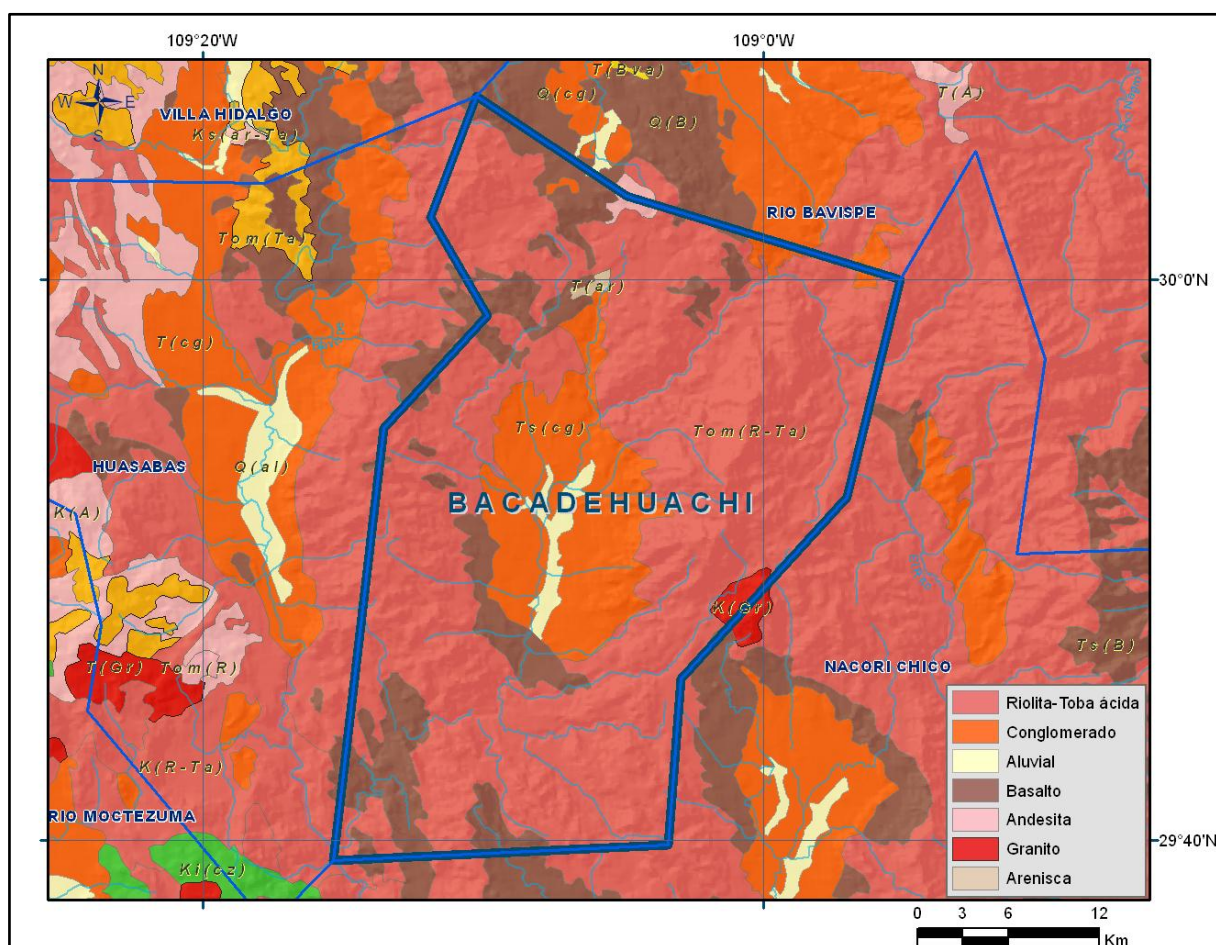 109°20'W
109°0'W
N
W E
S
VILLA HIDALGO
Ks(ar-Ta)
T(Bva)
Q(cg)
Q(B)
T(A)
RIO BAVISPE
Tom(Ta)
30°0'N
T(ar)
T(cg)
Ts(cg)
Tom(R-Ta)
HUASABAS
Q(al)
BACADEHUACHI
K(A)
K(Gr)
T(Gr)
Tom(R)
NACORI CHICO
Ts(B)
K(R-Ta)
RIO MOCTEZUMA
Ki(cz)
29°40'N
Riolita-Toba ácida
Conglomerado
Aluvial
Basalto
Andesita
Granito
Arenisca
0 3 6 12
Km